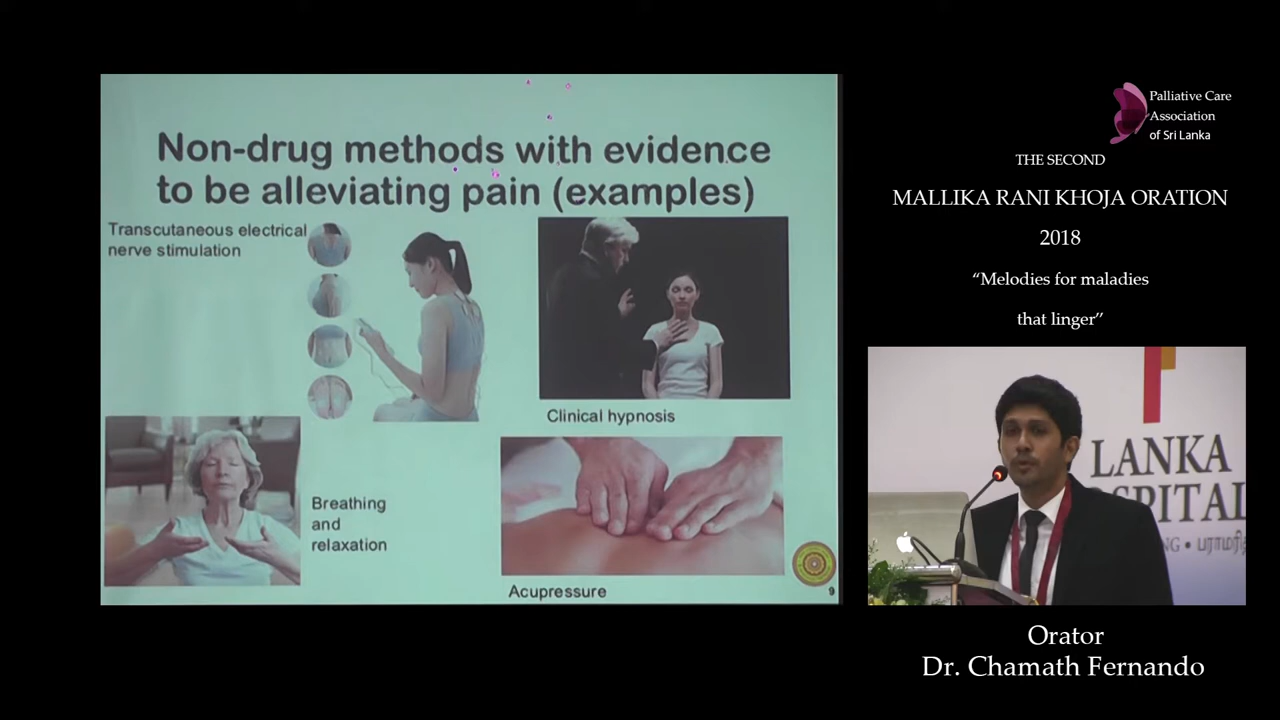 Non-drug methods with evidence
to be alleviating pain (examples)
Transcutaneous electrical
nerve stimulation
Clinical hypnosis
Breathing
and
relaxation
Acupressure
9
Palliative Care
Association
of Sri Lanka
THE SECOND
MALLIKA RANI KHOJA ORATION
2018
“Melodies for maladies
that linger”
LANKA
SPITAL
Orator
Dr. Chamath Fernando